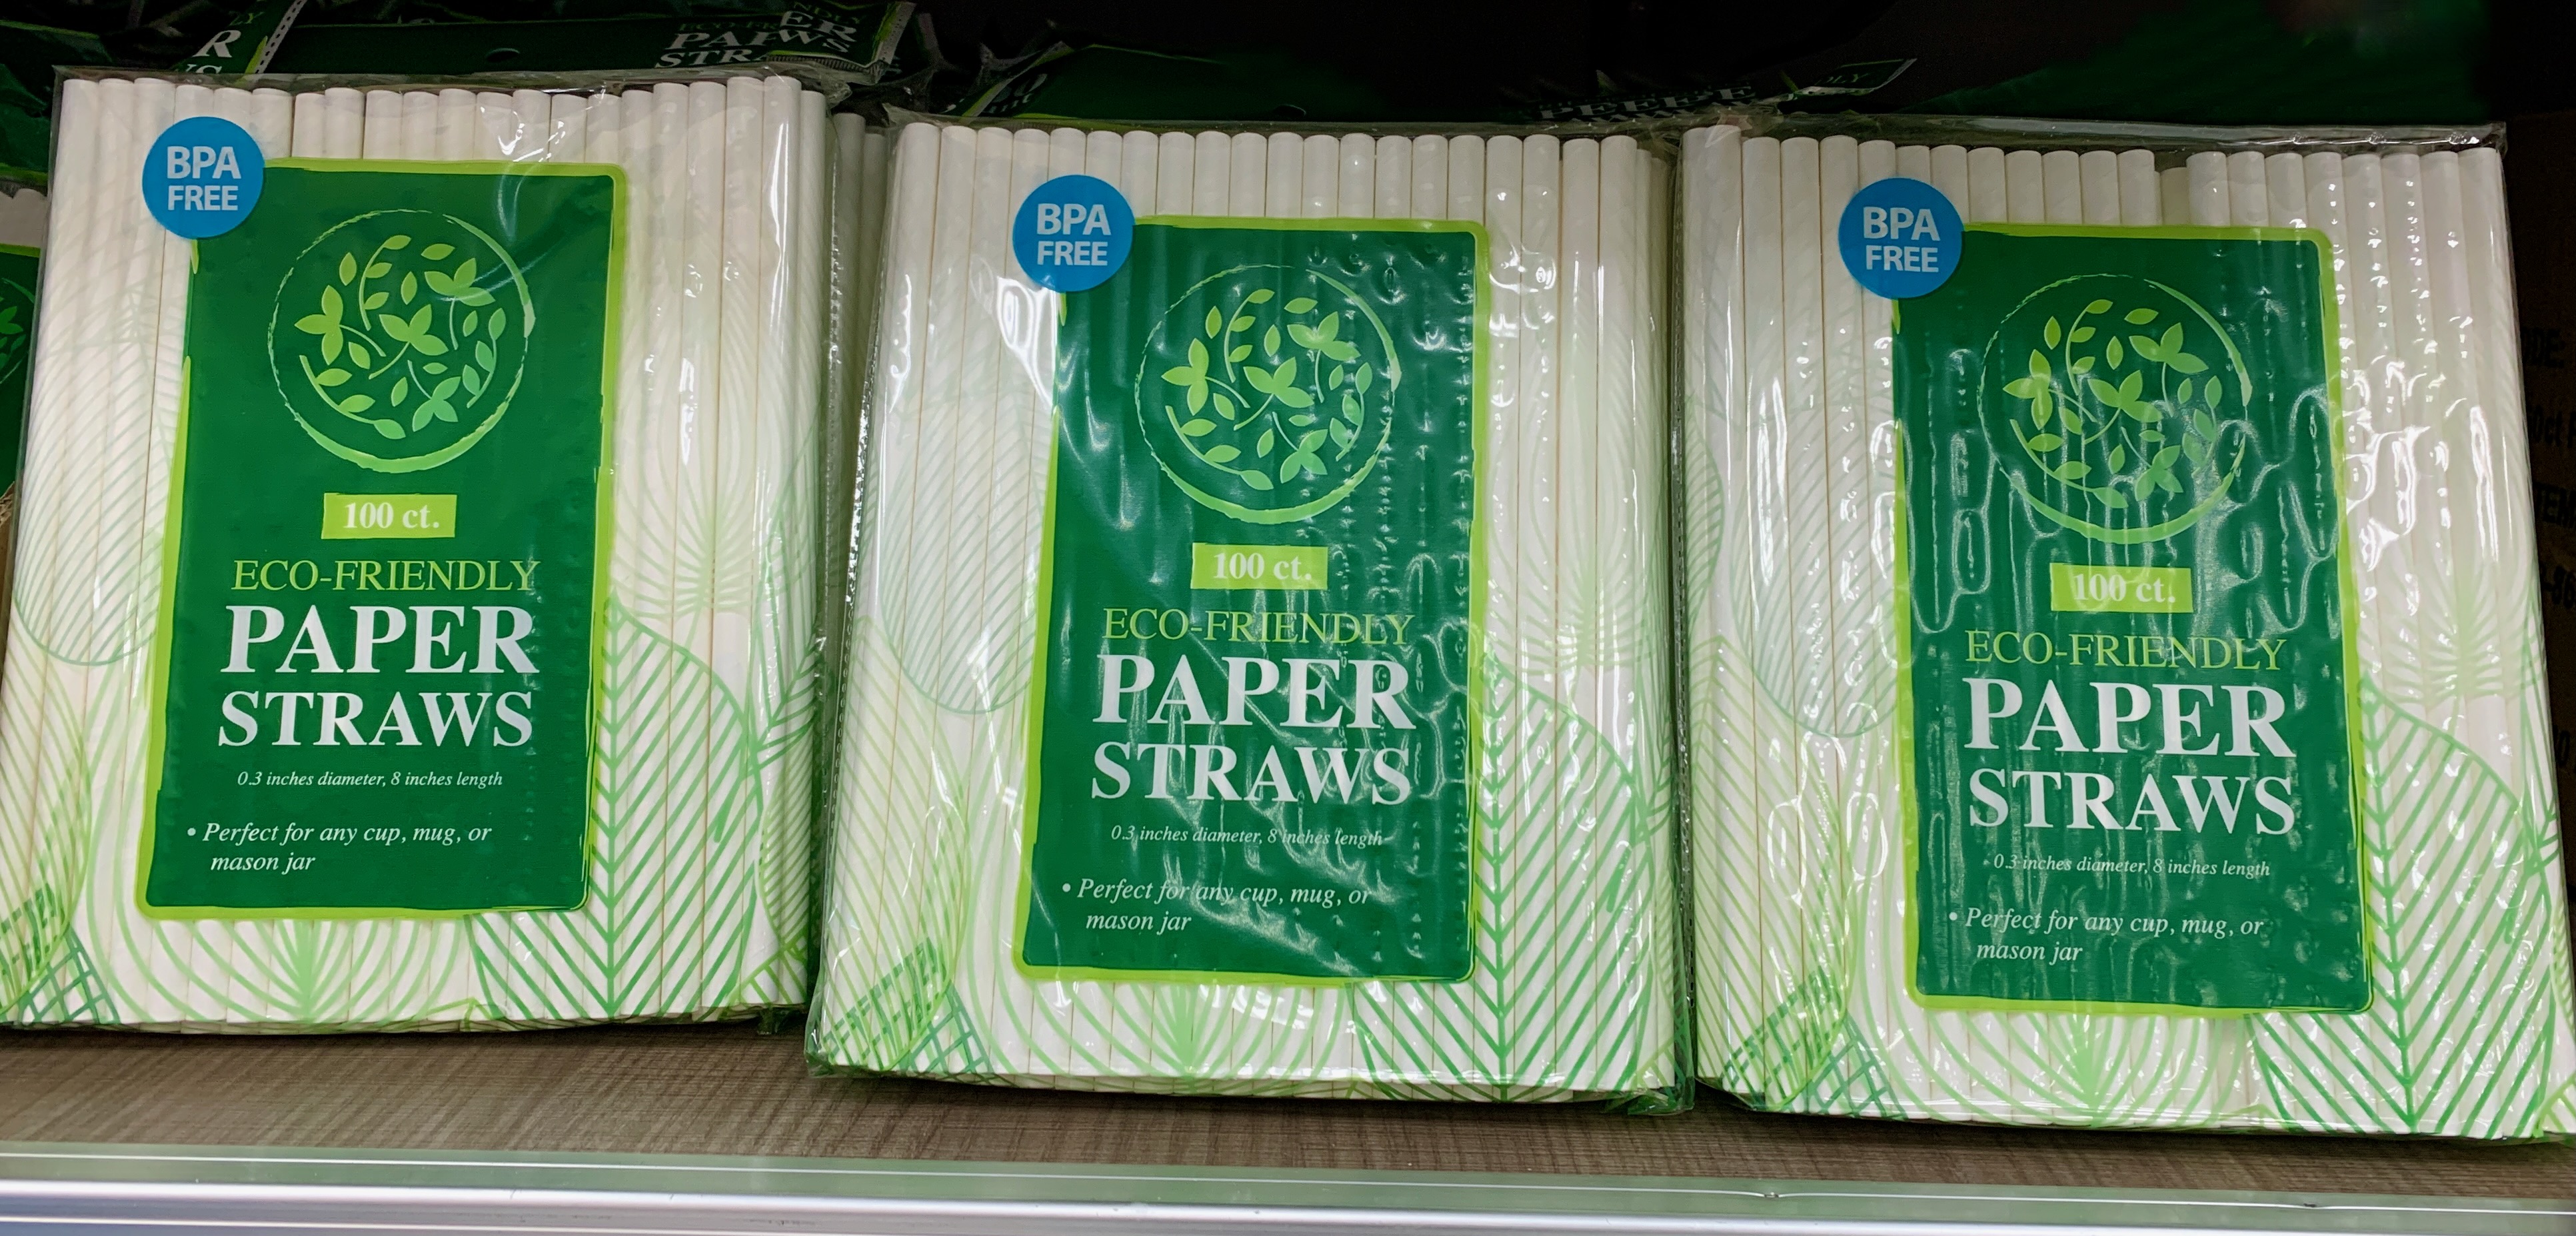 BPA
FREE
100 ct.
ECO-FRIENDLY
PAPER
STRAWS
0.3 inches diameter, 8 inches length
• Perfect for any cup, mug, or
mason jar
BPA
FREE
100 ct.
ECO-FRIENDLY
PAPER
STRAWS
0.3 inches diameter, 8 inches length
• Perfect for any cup, mug, or
mason jar
BPA
FREE
100 ct.
ECO-FRIENDLY
PAPER
STRAWS
0.3 inches diameter, 8 inches length
• Perfect for any cup, mug, or
mason jar